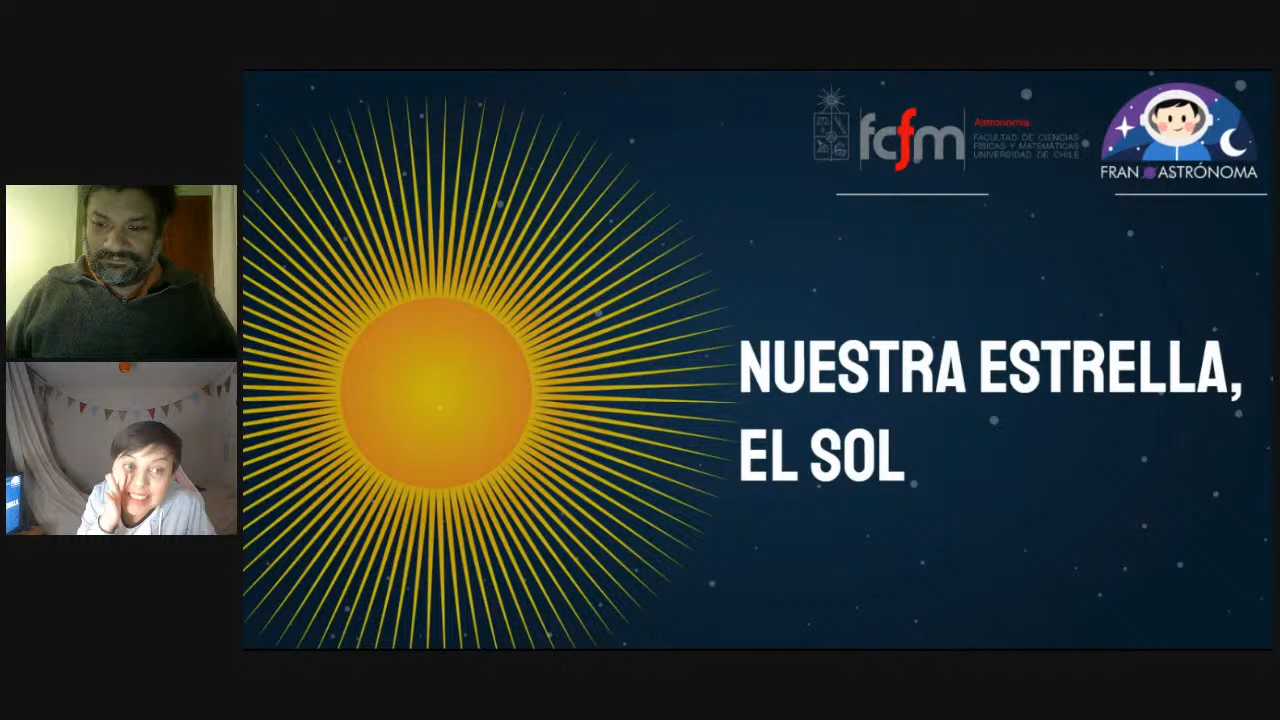 fcfm
Astronomía
FACULTAD DE CIENCIAS
FÍSICAS Y MATEMÁTICAS
UNIVERSIDAD DE CHILE
FRAN ASTRÓNOMA
NUESTRA ESTRELLA,
EL SOL